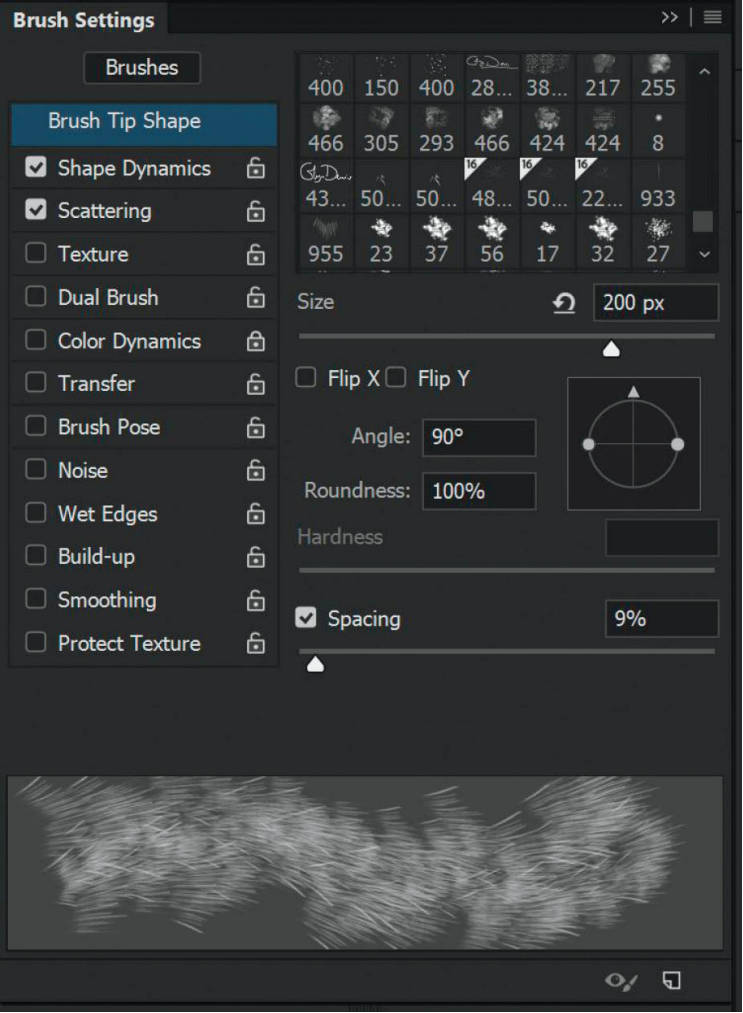 Brush Settings
Brushes
Brush Tip Shape
Shape Dynamics
Scattering
Texture
Dual Brush
Color Dynamics
Transfer
Brush Pose
Noise
Wet Edges
Build-up
Smoothing
Protect Texture
400 150 400 28... 38... 217 255
466 305 293 466 424 424 8
16 16 16
43... 50... 50... 48... 50... 22... 933
955 23 37 56 17 32 27
Size 200 px
Flip X Flip Y
Angle: 90°
Roundness: 100%
Hardness
Spacing 9%